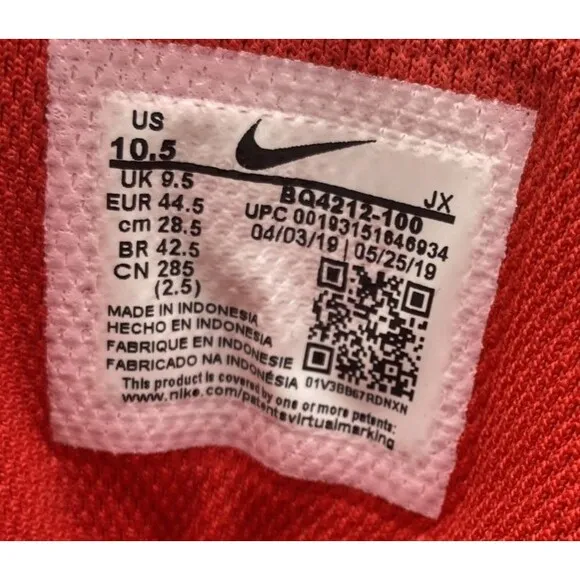 US
10.5
UK 9.5
EUR 44.5
cm 28.5
BR 42.5
CN 285
(2.5)
JX
BQ4212-100
UPC 00193151646934
04/03/19 | 05/25/19
MADE IN INDONESIA
HECHO EN INDONESIA
FABRIQUE EN INDONESIE
FABRICADO NA INDONÉSIA
01V3BB67RDNXN
This product is covered by one or more patents:
www.nike.com/patentsvirtualmarking